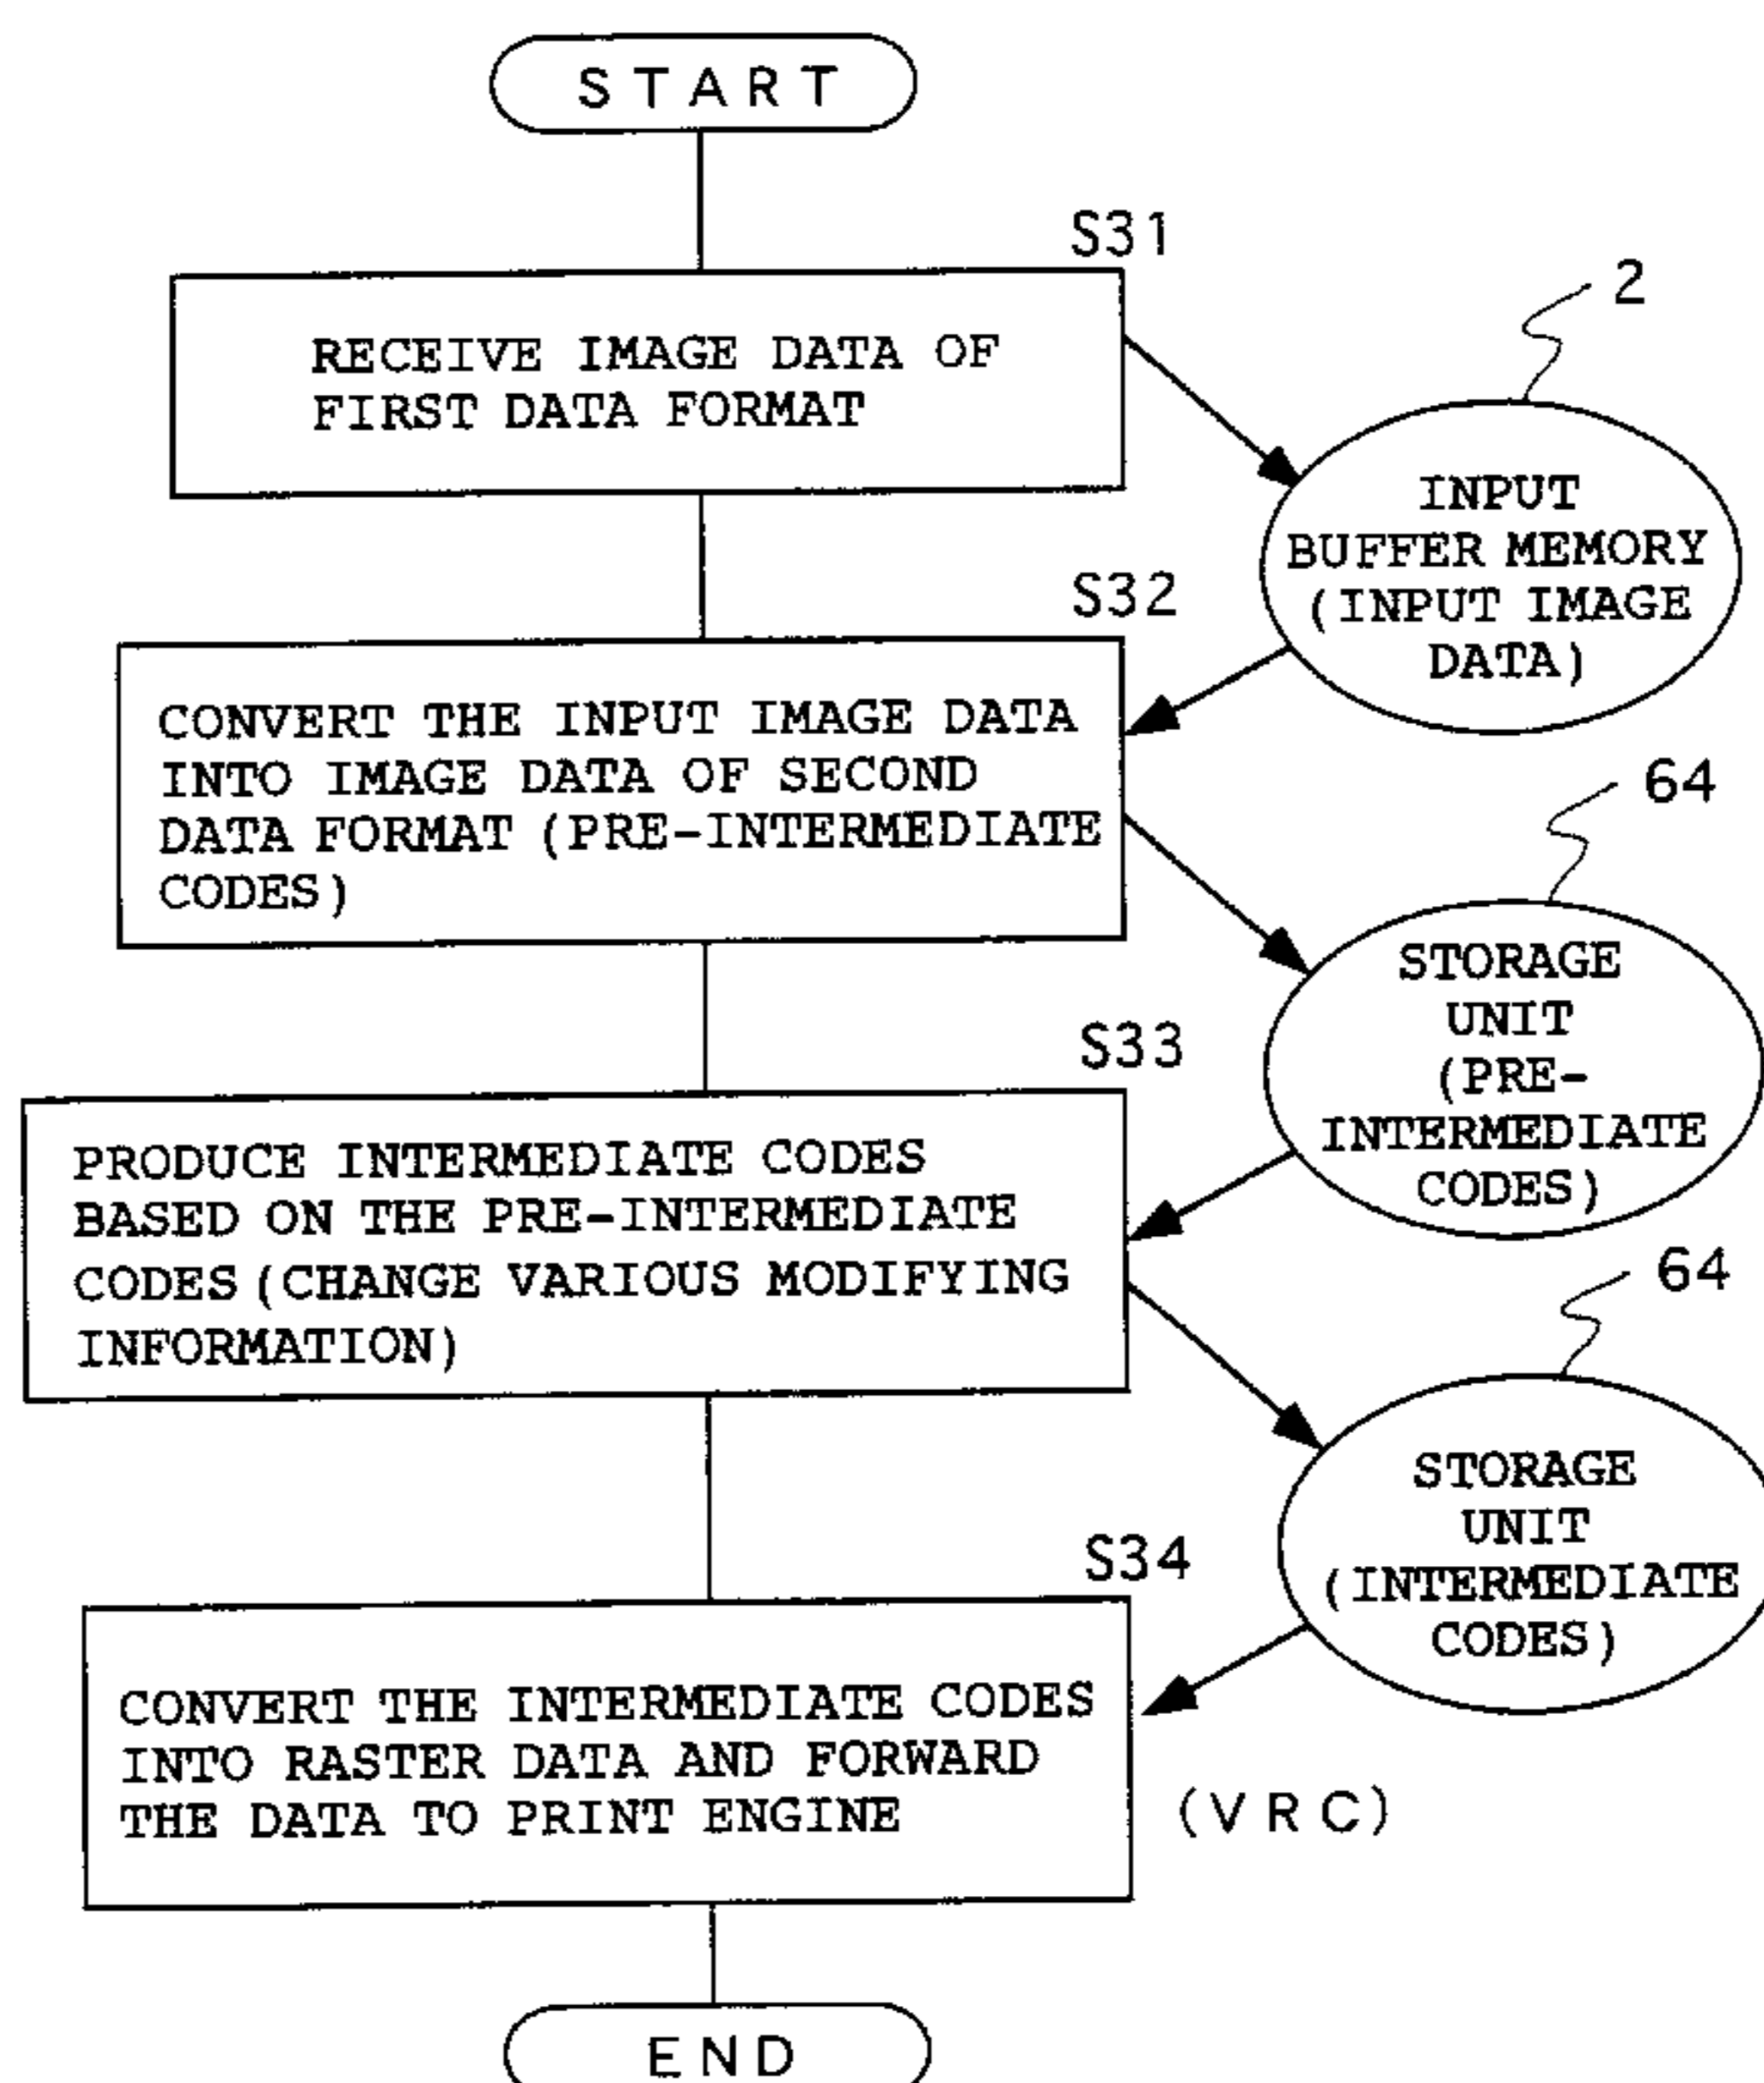 START
S31
RECEIVE IMAGE DATA OF
FIRST DATA FORMAT
2
INPUT
BUFFER MEMORY
(INPUT IMAGE
DATA)
S32
CONVERT THE INPUT IMAGE DATA
INTO IMAGE DATA OF SECOND
DATA FORMAT (PRE-INTERMEDIATE
CODES)
64
STORAGE
UNIT
(PRE-
INTERMEDIATE
CODES)
S33
PRODUCE INTERMEDIATE CODES
BASED ON THE PRE-INTERMEDIATE
CODES (CHANGE VARIOUS MODIFYING
INFORMATION)
64
STORAGE
UNIT
(INTERMEDIATE
CODES)
S34
CONVERT THE INTERMEDIATE CODES
INTO RASTER DATA AND FORWARD
THE DATA TO PRINT ENGINE
(VRC)
END